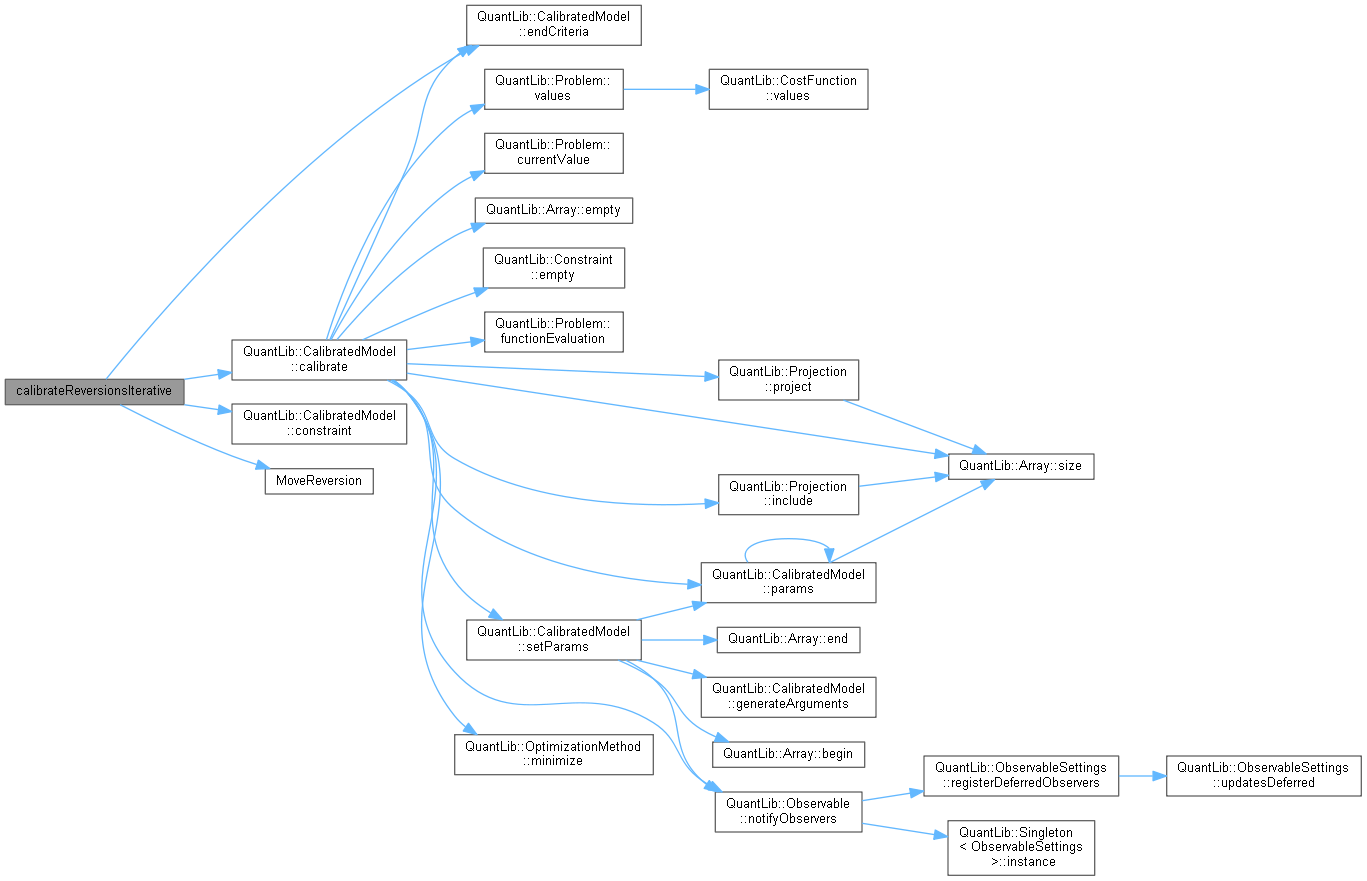 QuantLib::CalibratedModel
::endCriteria
QuantLib::Problem::
values
QuantLib::CostFunction
::values
QuantLib::Problem::
currentValue
QuantLib::Array::empty
QuantLib::Constraint
::empty
QuantLib::Problem::
functionEvaluation
QuantLib::CalibratedModel
::calibrate
QuantLib::Projection
::project
calibrateReversionsIterative
QuantLib::CalibratedModel
::constraint
MoveReversion
QuantLib::Array::size
QuantLib::Projection
::include
QuantLib::CalibratedModel
::params
QuantLib::CalibratedModel
::setParams
QuantLib::Array::end
QuantLib::CalibratedModel
::generateArguments
QuantLib::OptimizationMethod
::minimize
QuantLib::Array::begin
QuantLib::ObservableSettings
::registerDeferredObservers
QuantLib::ObservableSettings
::updatesDeferred
QuantLib::Observable
::notifyObservers
QuantLib::Singleton
< ObservableSettings
>::instance